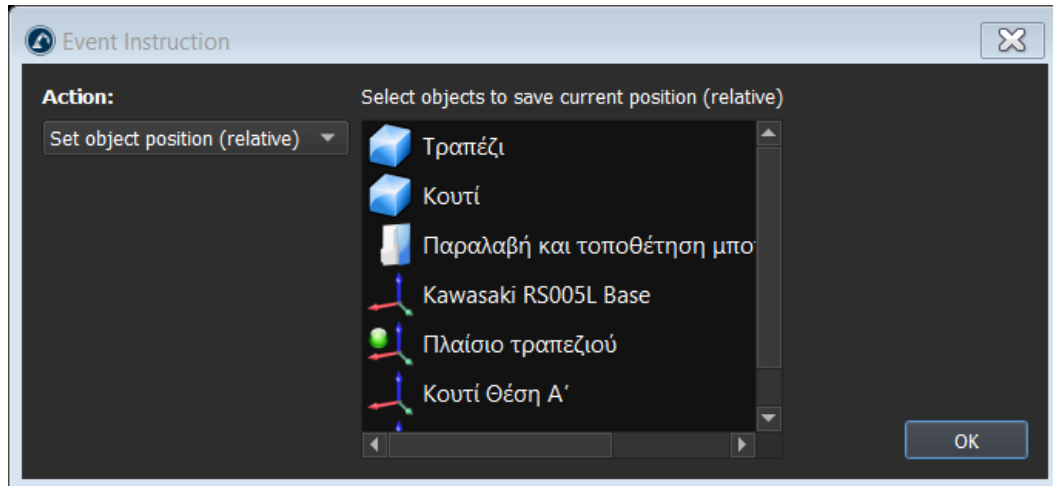 Event Instruction
Action:
Set object position (relative)
Select objects to save current position (relative)
Τραπέζι
Κουτί
Παραλαβή και τοποθέτηση
Kawasaki RS005L Base
Πλαίσιο τραπεζιού
Κουτί Θέση Α΄
OK